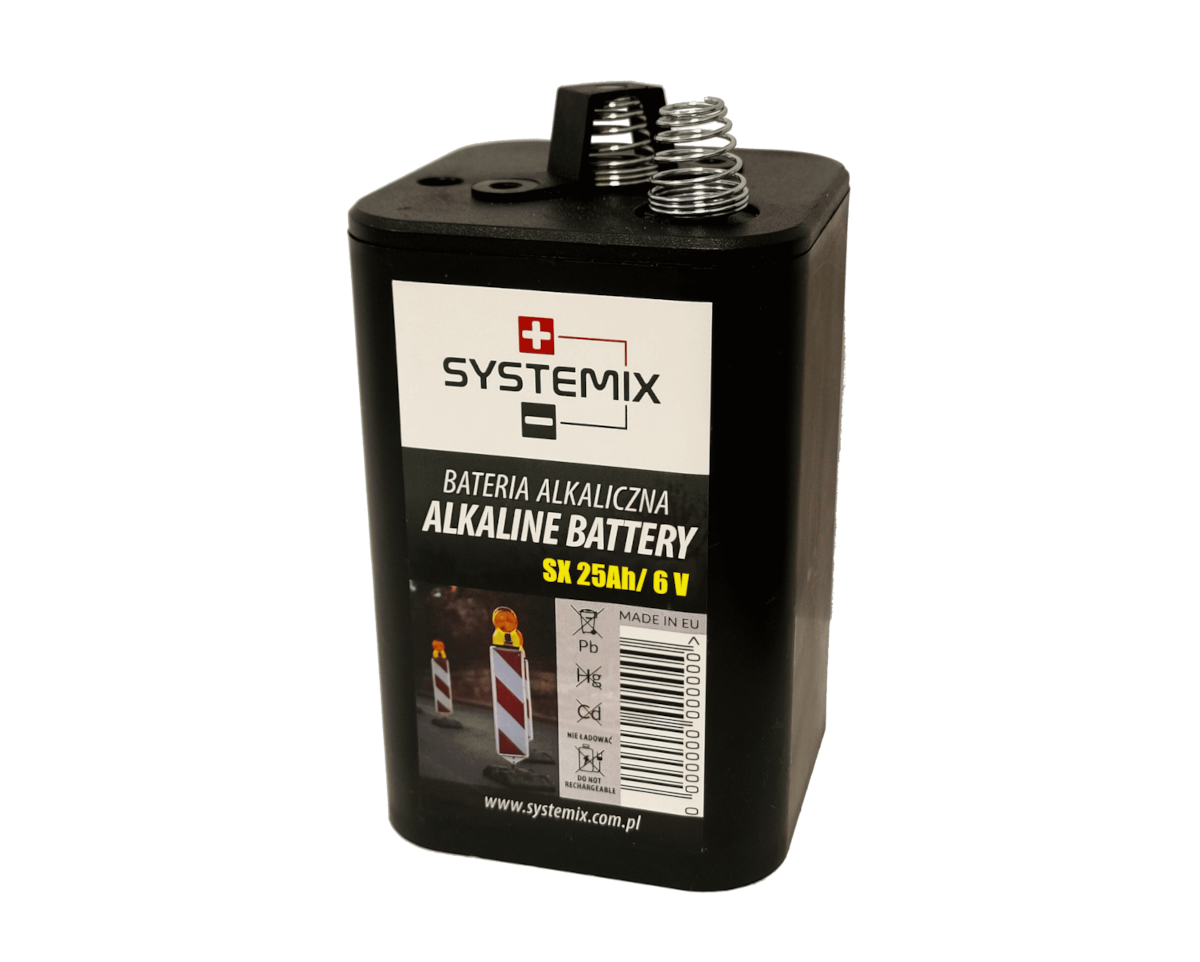 SYSTEMIX
BATERIA ALKALICZNA
ALKALINE BATTERY
SX 25Ah/ 6 V
MADE IN EU
Pb
Hg
Cd
NIE ŁADOWAĆ
DO NOT
RECHARGEABLE
www.systemix.com.pl